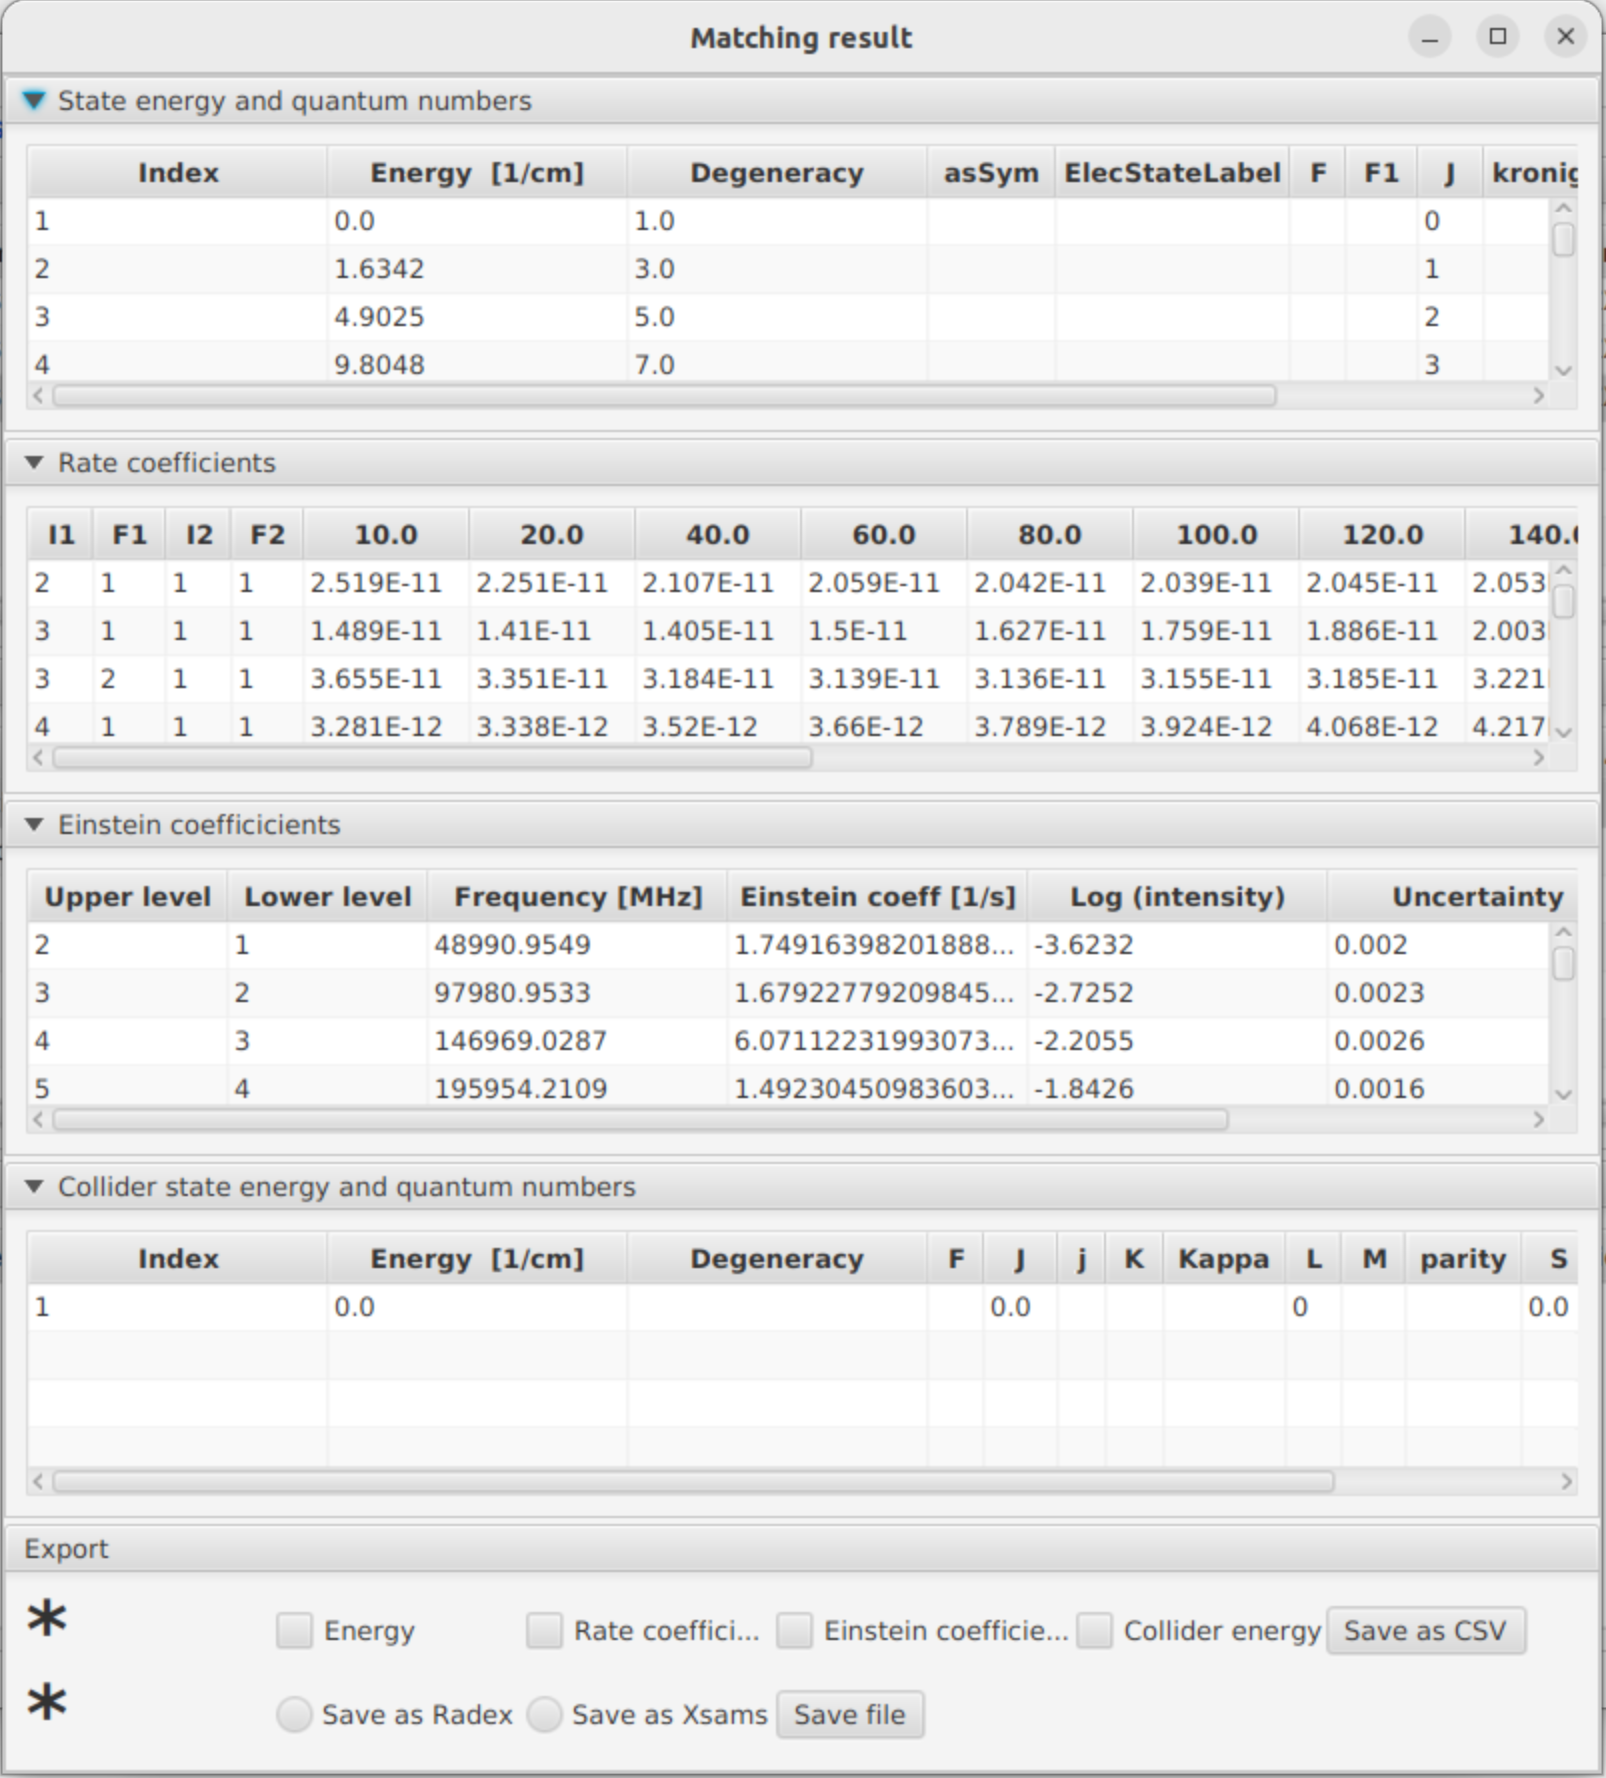 Matching result
State energy and quantum numbers
Index Energy [1/cm] Degeneracy asSym ElecStateLabel F F1 J kronig
1 0.0 1.0 0
2 1.6342 3.0 1
3 4.9025 5.0 2
4 9.8048 7.0 3
Rate coefficients
I1 F1 I2 F2 10.0 20.0 40.0 60.0 80.0 100.0 120.0 140.0
2 1 1 1 2.519E-11 2.251E-11 2.107E-11 2.059E-11 2.042E-11 2.039E-11 2.045E-11 2.053
3 1 1 1 1.489E-11 1.41E-11 1.405E-11 1.5E-11 1.627E-11 1.759E-11 1.886E-11 2.003
3 2 1 1 3.655E-11 3.351E-11 3.184E-11 3.139E-11 3.136E-11 3.155E-11 3.185E-11 3.221
4 1 1 1 3.281E-12 3.338E-12 3.52E-12 3.66E-12 3.789E-12 3.924E-12 4.068E-12 4.217
Einstein coefficicients
Upper level Lower level Frequency [MHz] Einstein coeff [1/s] Log (intensity) Uncertainty
2 1 48990.9549 1.74916398201888... -3.6232 0.002
3 2 97980.9533 1.67922779209845... -2.7252 0.0023
4 3 146969.0287 6.07112231993073... -2.2055 0.0026
5 4 195954.2109 1.49230450983603... -1.8426 0.0016
Collider state energy and quantum numbers
Index Energy [1/cm] Degeneracy F J j K Kappa L M parity S
1 0.0 0.0 0 0.0
Export
* Energy Rate coeffici... Einstein coefficie... Collider energy Save as CSV
* Save as Radex Save as Xsams Save file